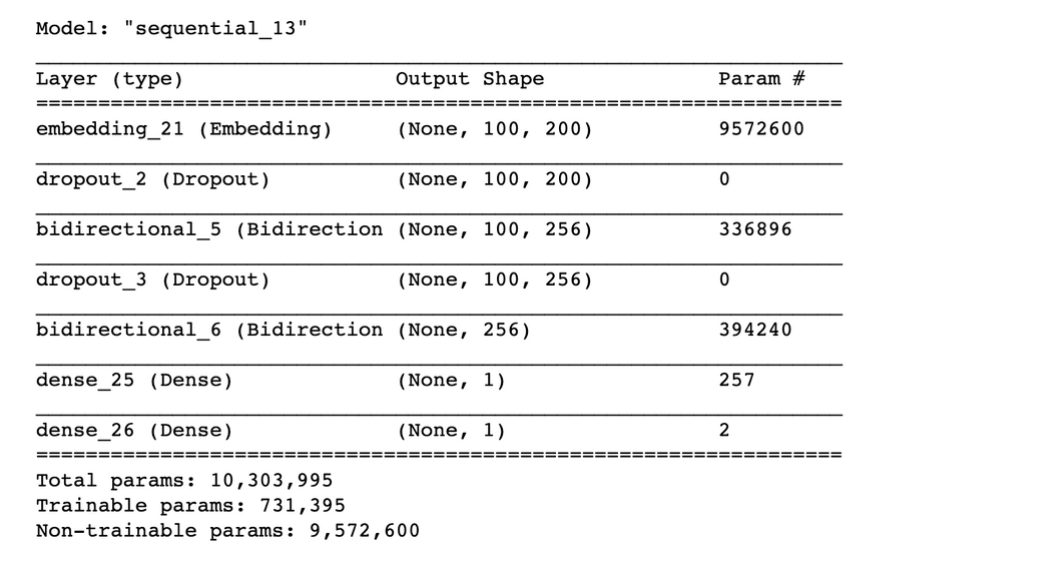 Model: "sequential_13"
Layer (type) Output Shape Param #
embedding_21 (Embedding) (None, 100, 200) 9572600
dropout_2 (Dropout) (None, 100, 200) 0
bidirectional_5 (Bidirection (None, 100, 256) 336896
dropout_3 (Dropout) (None, 100, 256) 0
bidirectional_6 (Bidirection (None, 256) 394240
dense_25 (Dense) (None, 1) 257
dense_26 (Dense) (None, 1) 2
Total params: 10,303,995
Trainable params: 731,395
Non-trainable params: 9,572,600